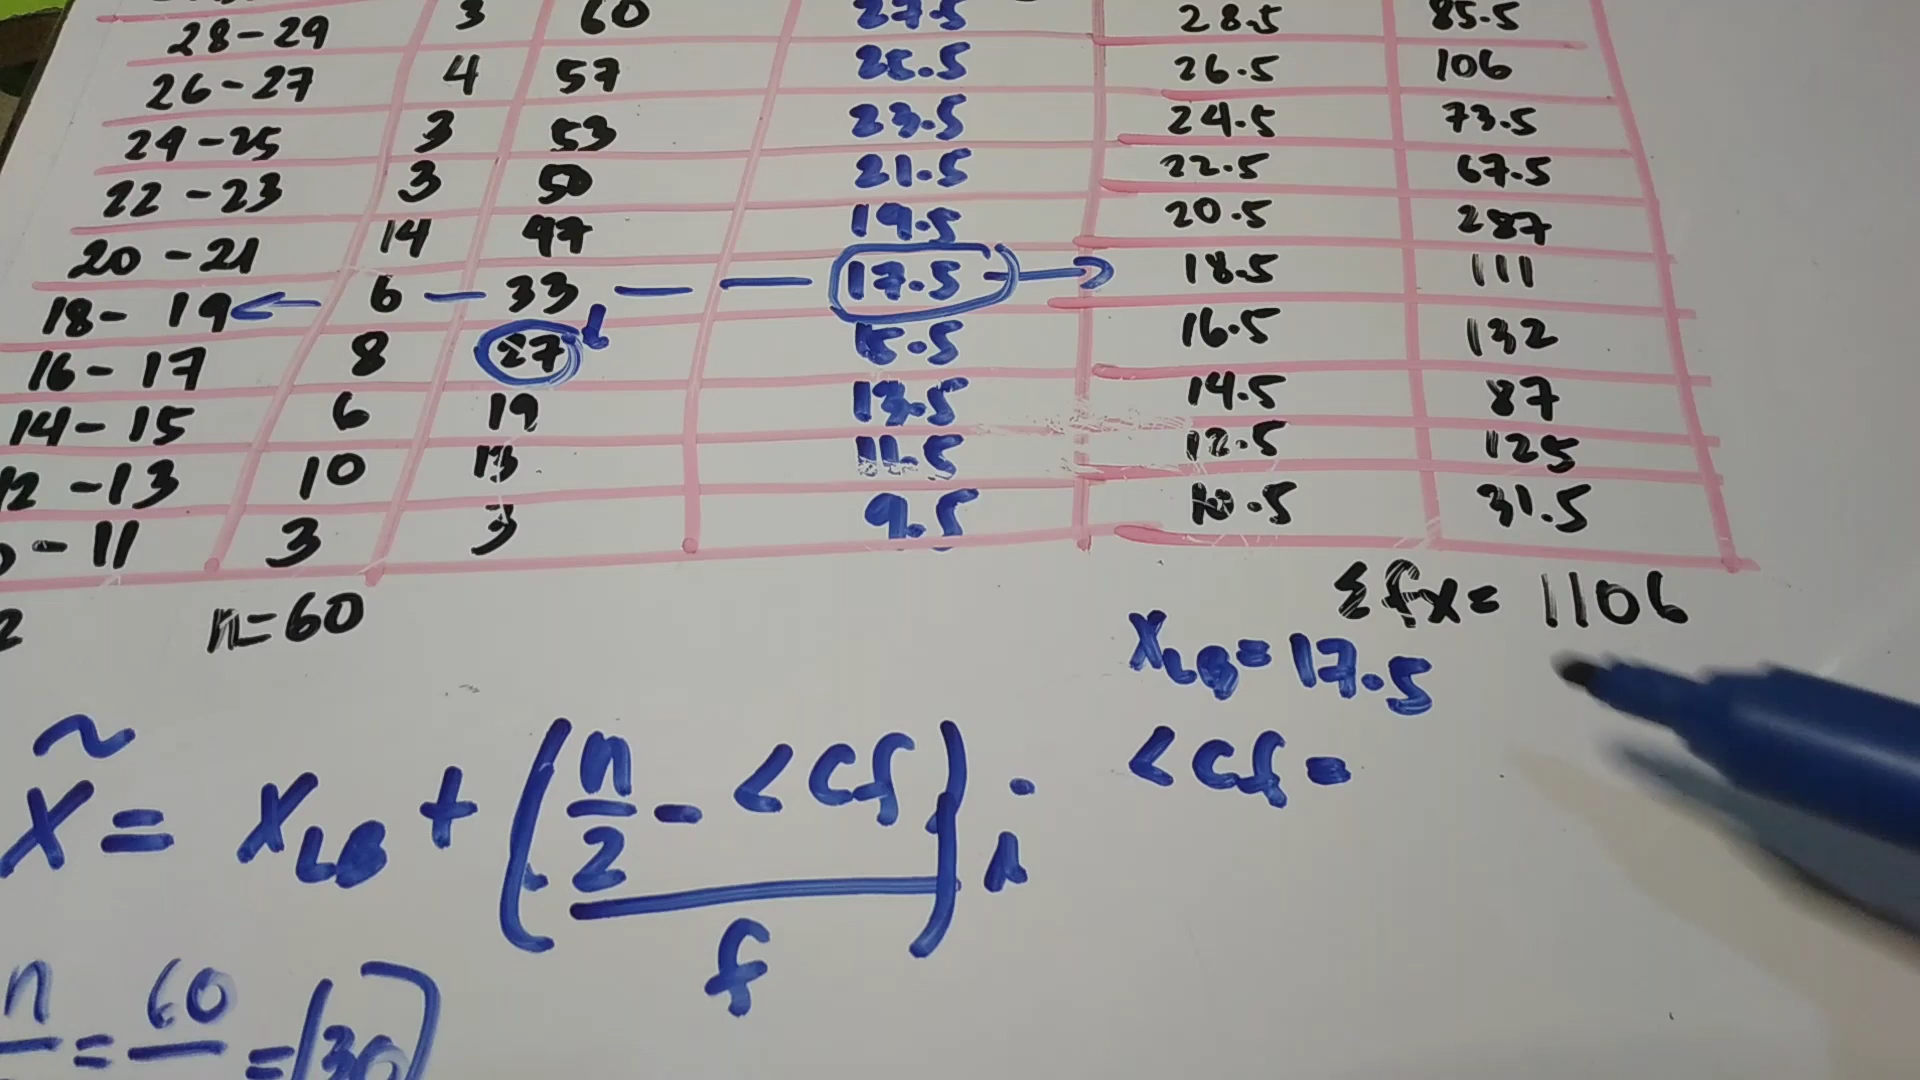 28-29 3 60 27.5 28.5 85.5
26-27 4 57 25.5 26.5 106
24-25 3 53 23.5 24.5 73.5
22-23 3 50 21.5 22.5 67.5
20-21 14 47 19.5 20.5 287
18-19 6 33 17.5 18.5 111
16-17 8 27 15.5 16.5 132
14-15 6 19 13.5 14.5 87
12-13 10 13 11.5 12.5 125
-11 3 3 9.5 10.5 31.5
2 n=60 Σfx= 1106
XLB=17.5
<cf=
x̃ = XLB + (n/2 - <cf / f) . i
n = 60 = 30